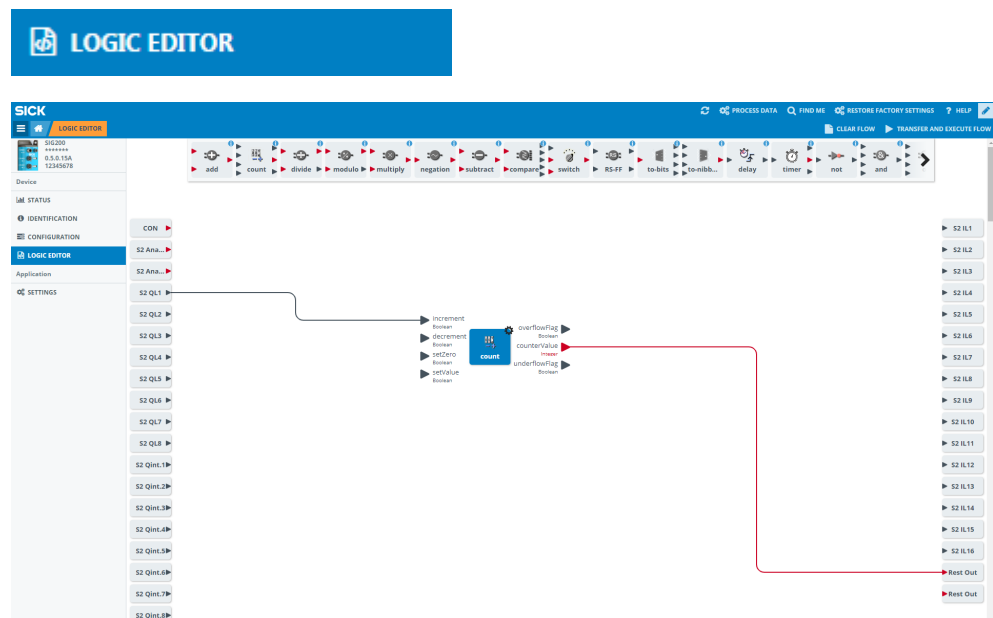 LOGIC EDITOR
SICK
PROCESS DATA FIND ME RESTORE FACTORY SETTINGS ? HELP
LOGIC EDITOR
CLEAR FLOW TRANSFER AND EXECUTE FLOW
SIG200
*******
0.5.0.15A
12345678
Device
STATUS
IDENTIFICATION
CONFIGURATION
LOGIC EDITOR
Application
SETTINGS
add count divide modulo multiply negation subtract compare switch RS-FF to-bits to-nibb... delay timer not and
CON
S2 Ana...
S2 Ana...
S2 QL1
S2 QL2
S2 QL3
S2 QL4
S2 QL5
S2 QL6
S2 QL7
S2 QL8
S2 Qint.1
S2 Qint.2
S2 Qint.3
S2 Qint.4
S2 Qint.5
S2 Qint.6
S2 Qint.7
S2 Qint.8
increment
Boolean
decrement
Boolean
setZero
Boolean
setValue
Boolean
count
overflowFlag
Boolean
counterValue
Integer
underflowFlag
Boolean
S2 IL1
S2 IL2
S2 IL3
S2 IL4
S2 IL5
S2 IL6
S2 IL7
S2 IL8
S2 IL9
S2 IL10
S2 IL11
S2 IL12
S2 IL13
S2 IL14
S2 IL15
S2 IL16
Rest Out
Rest Out